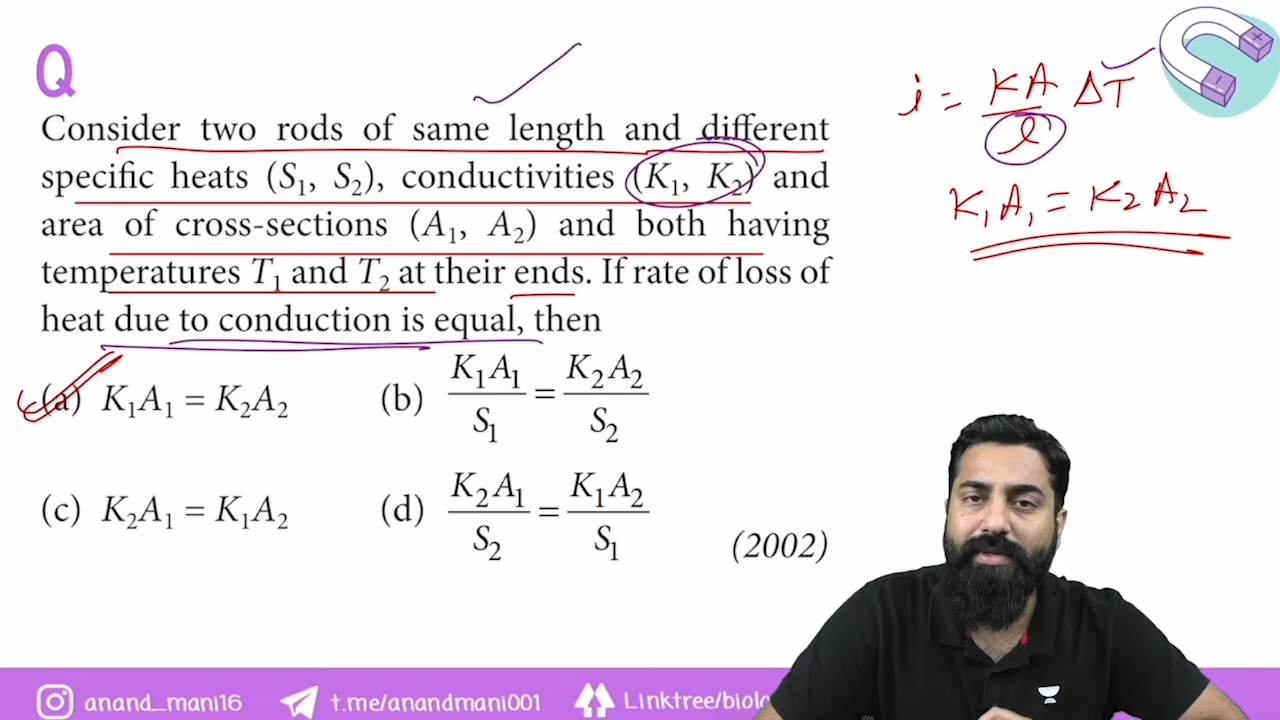 Q
Consider two rods of same length and different
specific heats (S₁, S₂), conductivities (K₁, K₂) and
area of cross-sections (A₁, A₂) and both having
temperatures T₁ and T₂ at their ends. If rate of loss of
heat due to conduction is equal, then
(a) K₁A₁ = K₂A₂
(b) K₁A₁/S₁ = K₂A₂/S₂
(c) K₂A₁ = K₁A₂
(d) K₂A₁/S₂ = K₁A₂/S₁
(2002)
i = KA/l ΔT
K₁A₁ = K₂A₂
anand_mani16
t.me/anandmani001
Linktree/biolo